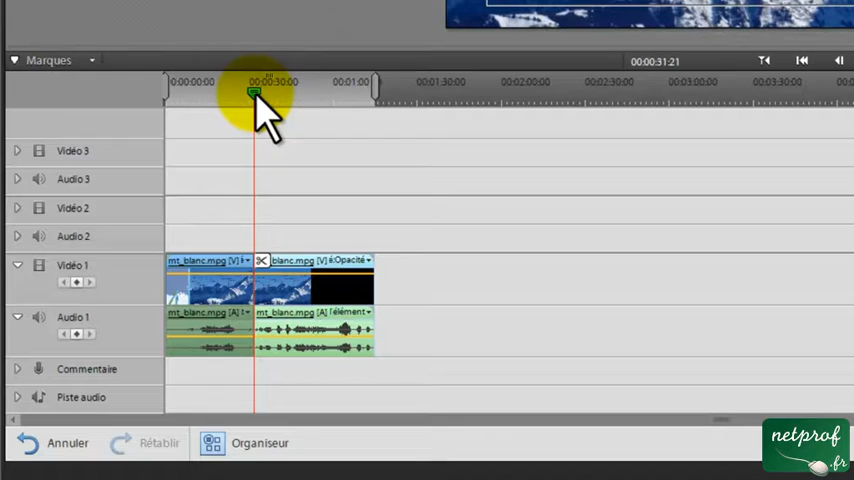 Marques
00:00:31:21
0:00:00:00 00:00:30:00 00:01:00 00:01:30:00 00:02:00:00 00:02:30:00 00:03:00:00 00:03:30:00
Vidéo 3
Audio 3
Vidéo 2
Audio 2
Vidéo 1
mt_blanc.mpg [V] blanc.mpg [V] é:Opacité
Audio 1
mt_blanc.mpg [A] mt_blanc.mpg [A] l'élément
Commentaire
Piste audio
Annuler Rétablir Organiseur
netprof
.fr